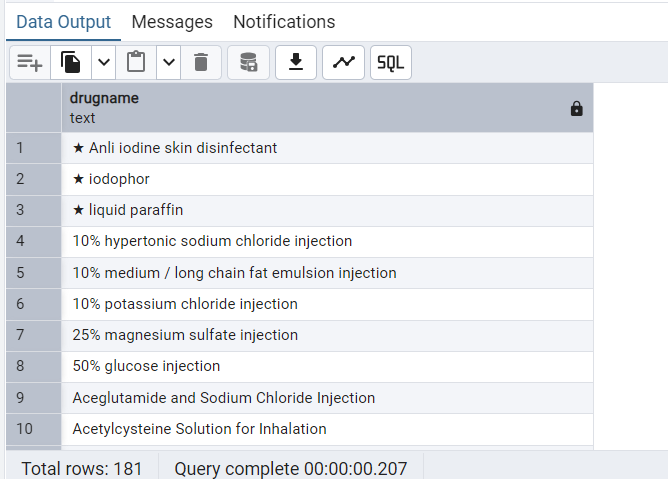 Data Output Messages Notifications
SQL
drugname
text
1 ★ Anli iodine skin disinfectant
2 ★ iodophor
3 ★ liquid paraffin
4 10% hypertonic sodium chloride injection
5 10% medium / long chain fat emulsion injection
6 10% potassium chloride injection
7 25% magnesium sulfate injection
8 50% glucose injection
9 Aceglutamide and Sodium Chloride Injection
10 Acetylcysteine Solution for Inhalation
Total rows: 181 Query complete 00:00:00.207